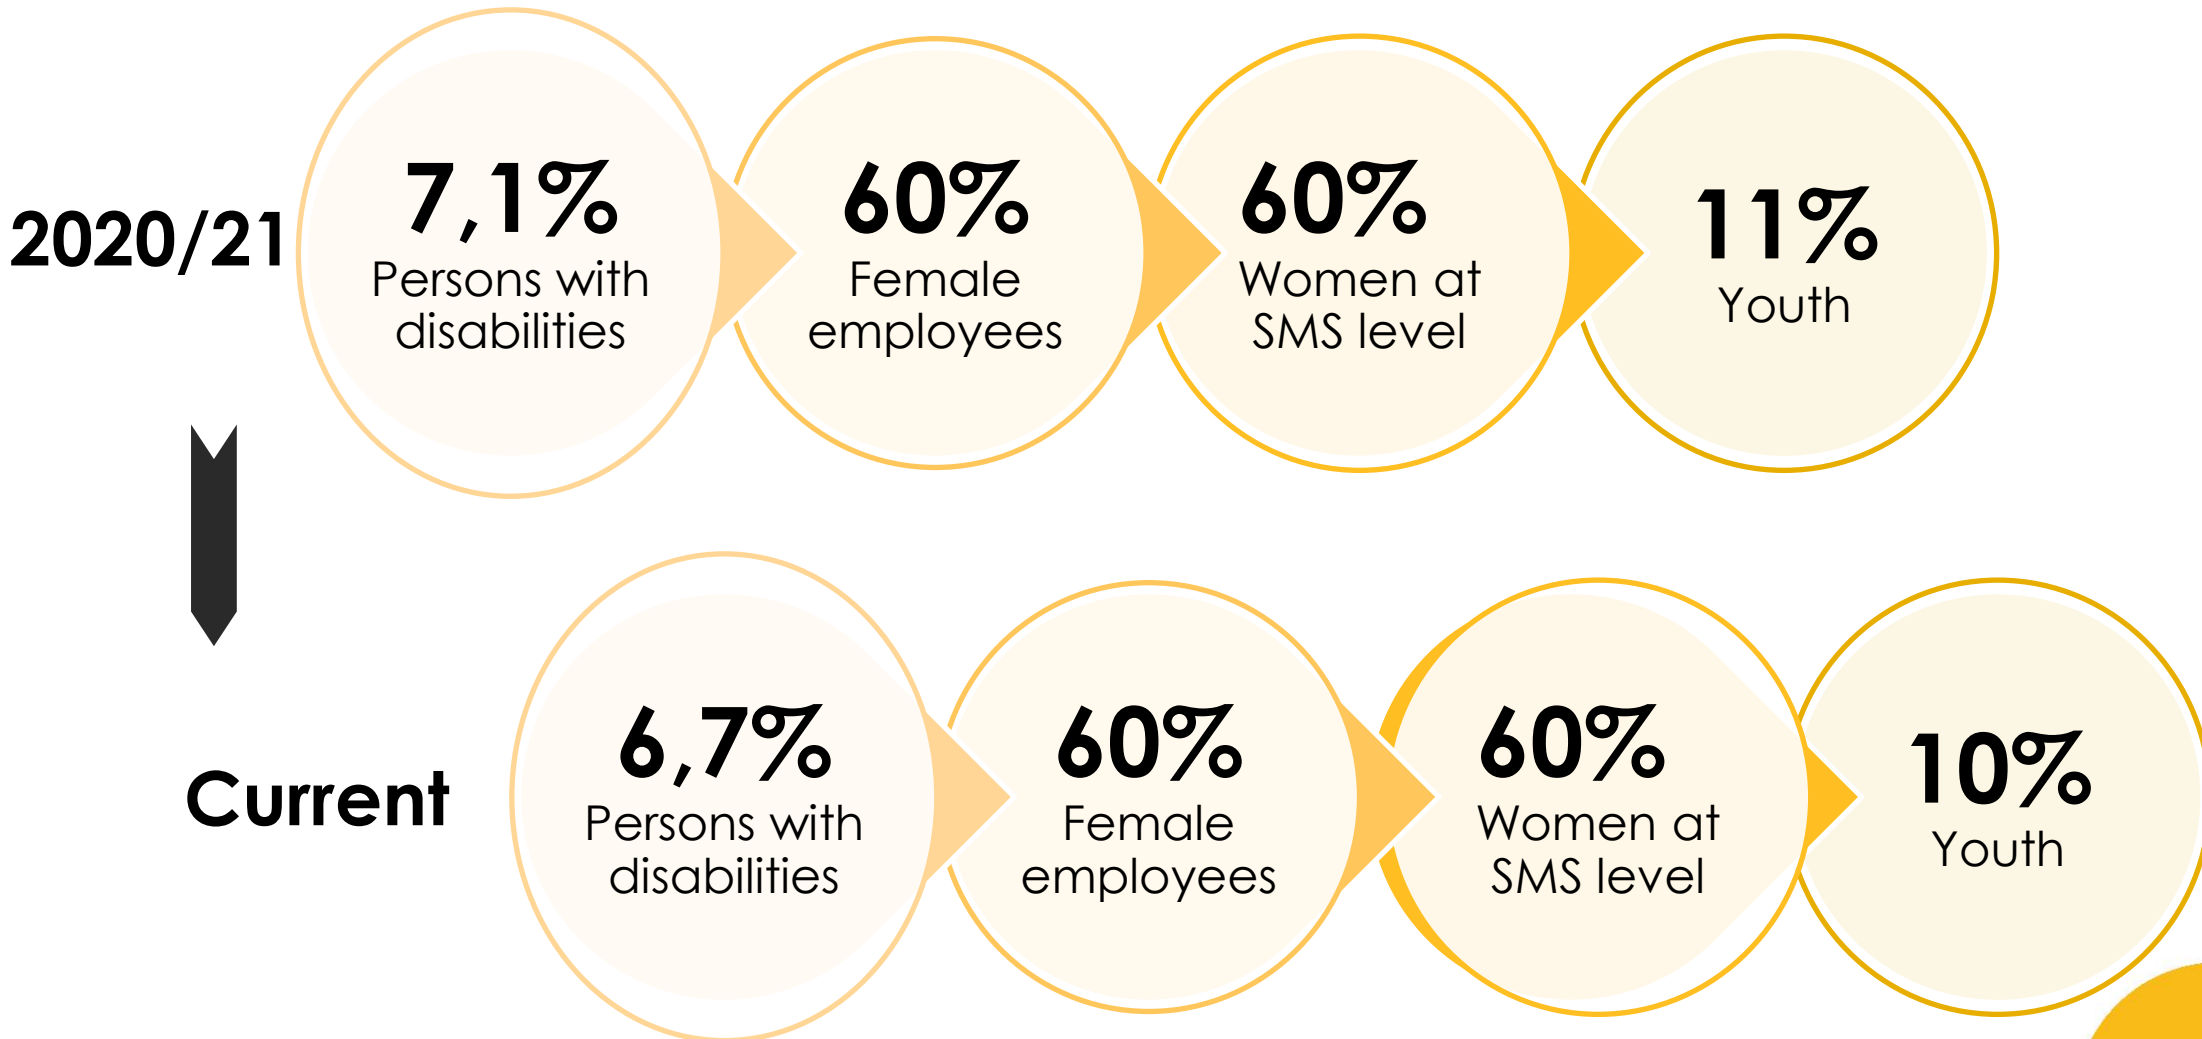 2020/21
7,1%
Persons with
disabilities
60%
Female
employees
60%
Women at
SMS level
11%
Youth
Current
6,7%
Persons with
disabilities
60%
Female
employees
60%
Women at
SMS level
10%
Youth